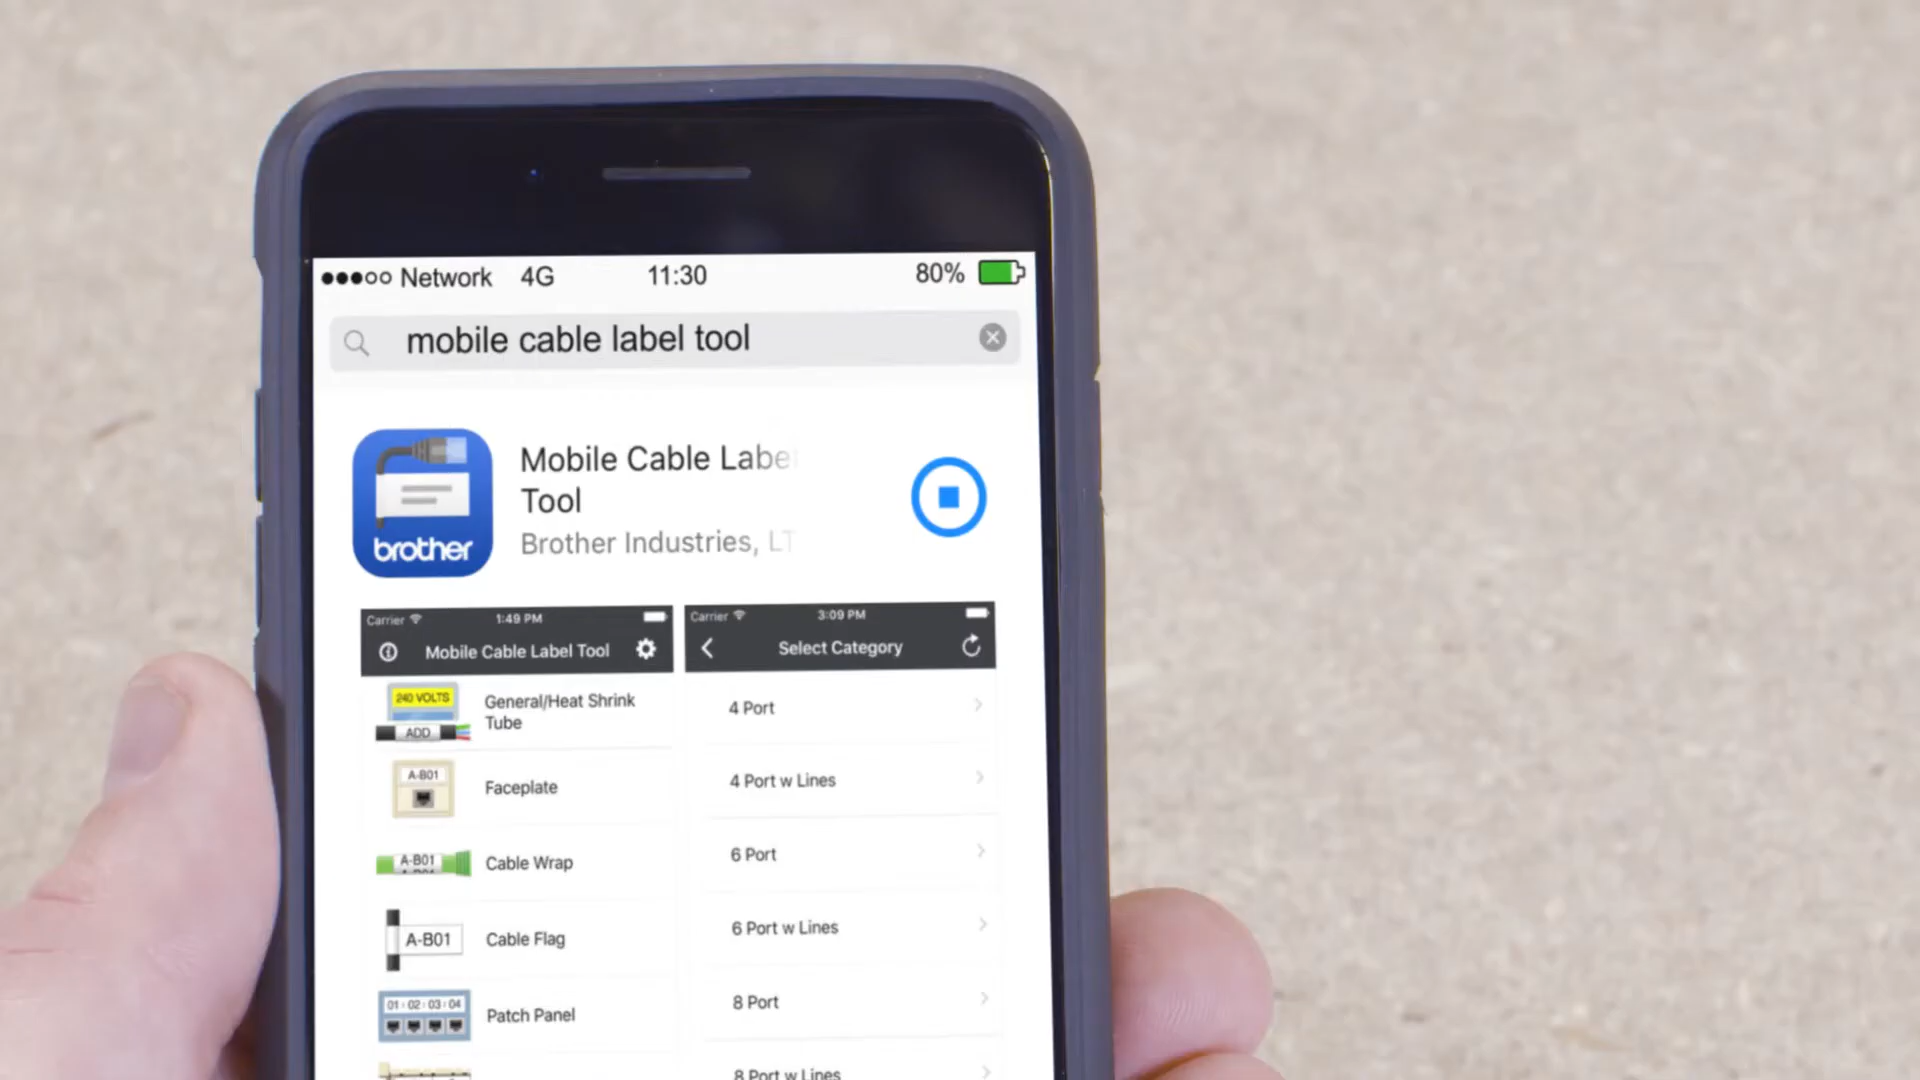 Network 4G 11:30 80%
mobile cable label tool
brother
Mobile Cable Label
Tool
Brother Industries, LT
Carrier 1:49 PM
Mobile Cable Label Tool
240 VOLTS
ADD
General/Heat Shrink
Tube
A-B01
Faceplate
A-B01
A-B01
Cable Wrap
A-B01
Cable Flag
01 02 03 04
Patch Panel
Carrier 3:09 PM
Select Category
4 Port
4 Port w Lines
6 Port
6 Port w Lines
8 Port
8 Port w Lines